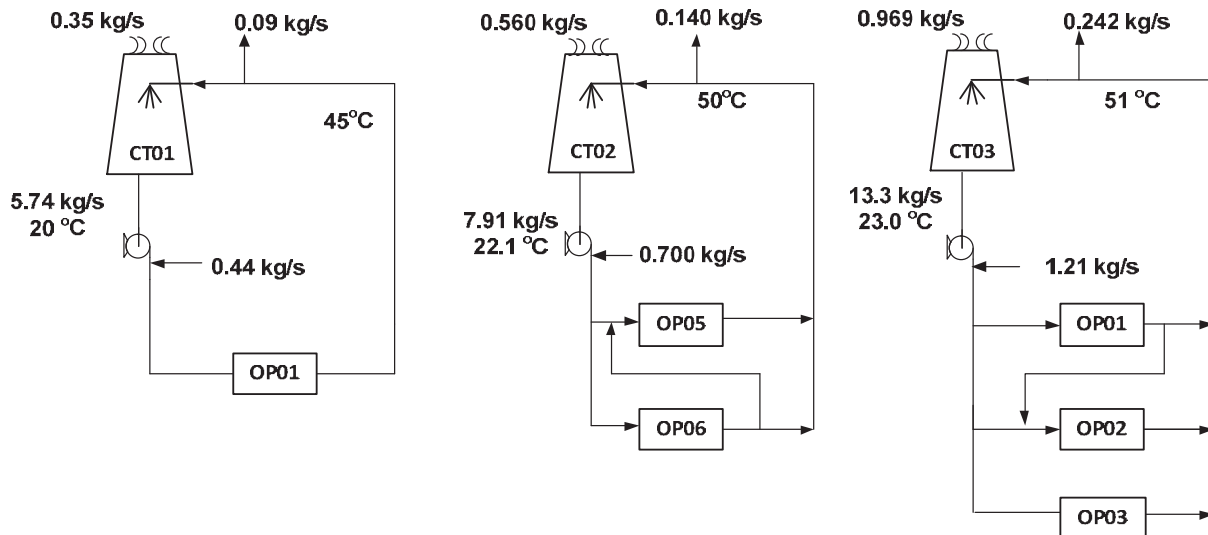 0.35 kg/s
0.09 kg/s
45°C
CT01
5.74 kg/s
20 °C
0.44 kg/s
OP01
0.560 kg/s
0.140 kg/s
50°C
CT02
7.91 kg/s
22.1 °C
0.700 kg/s
OP05
OP06
0.969 kg/s
0.242 kg/s
51 °C
CT03
13.3 kg/s
23.0 °C
1.21 kg/s
OP01
OP02
OP03